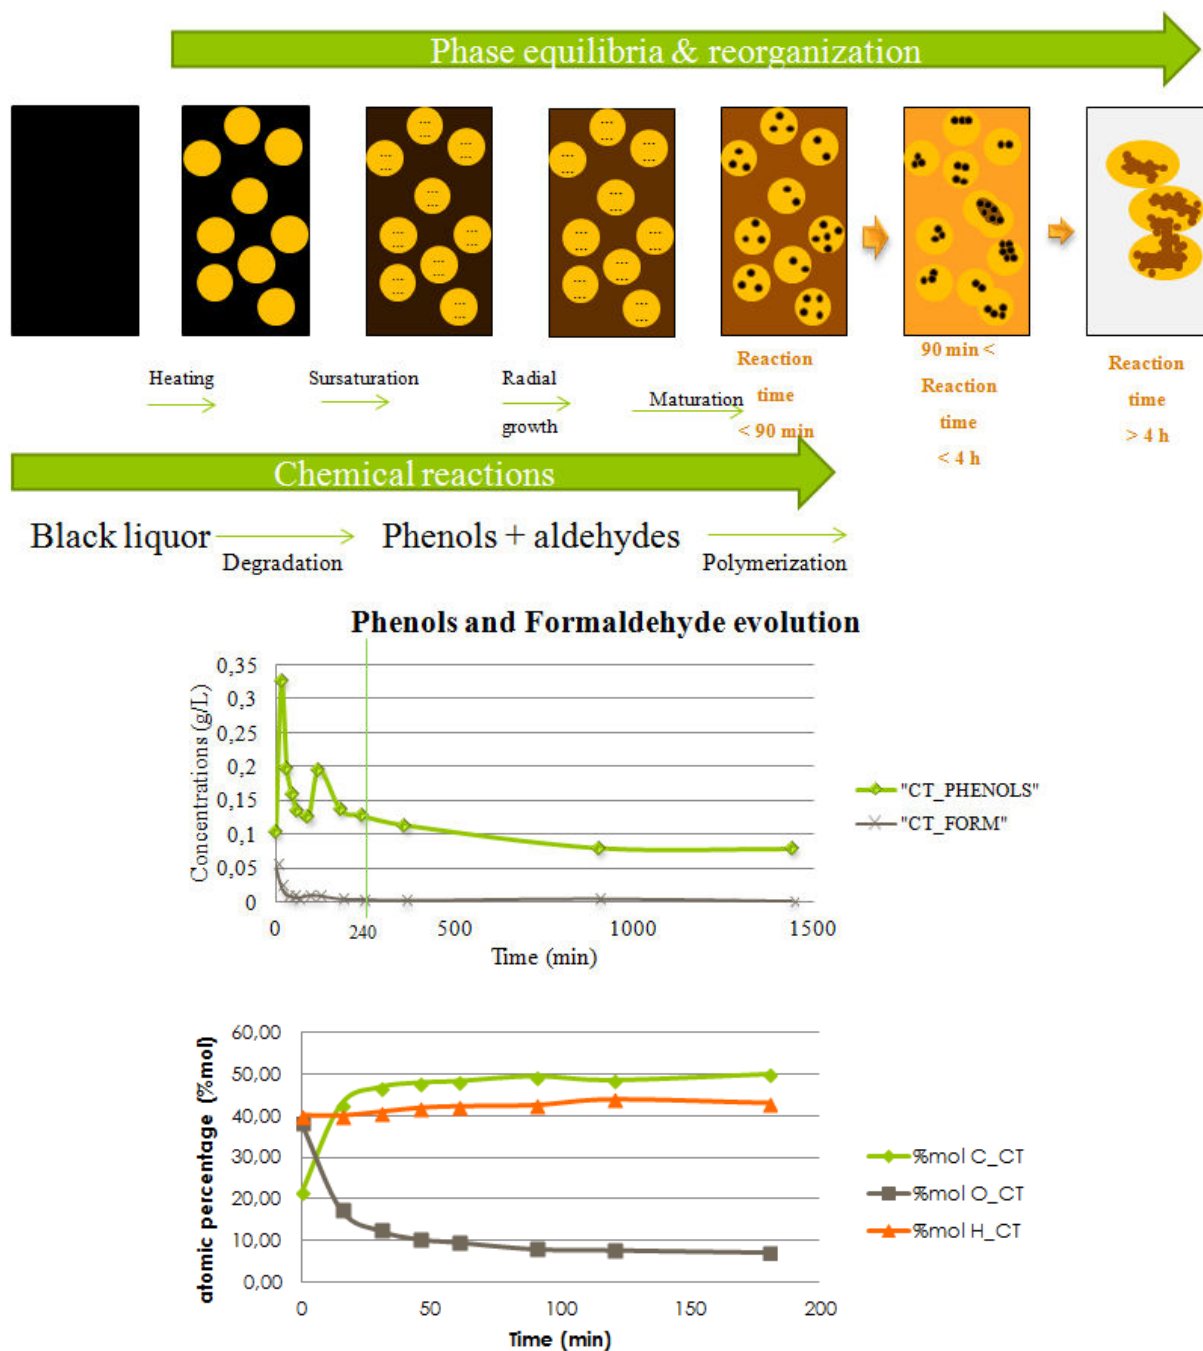 Phase equilibria & reorganization
Heating
Sursaturation
Radial
growth
Maturation
Reaction
time
< 90 min
90 min <
Reaction
time
< 4 h
Reaction
time
> 4 h
Chemical reactions
Black liquor
Degradation
Phenols + aldehydes
Polymerization
Phenols and Formaldehyde evolution
Concentrations (g/L)
0,35
0,3
0,25
0,2
0,15
0,1
0,05
0
0
240
500
1000
1500
Time (min)
"CT_PHENOLS"
"CT_FORM"
atomic percentage (%mol)
60,00
50,00
40,00
30,00
20,00
10,00
0,00
0
50
100
150
200
Time (min)
%mol C_CT
%mol O_CT
%mol H_CT